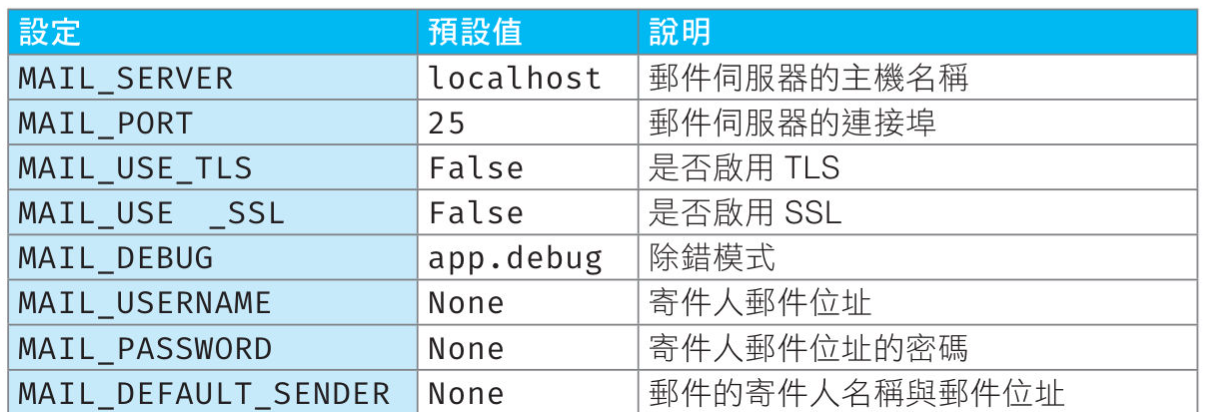 設定 預設值 說明
MAIL_SERVER localhost 郵件伺服器的主機名稱
MAIL_PORT 25 郵件伺服器的連接埠
MAIL_USE_TLS False 是否啟用 TLS
MAIL_USE _SSL False 是否啟用 SSL
MAIL_DEBUG app.debug 除錯模式
MAIL_USERNAME None 寄件人郵件位址
MAIL_PASSWORD None 寄件人郵件位址的密碼
MAIL_DEFAULT_SENDER None 郵件的寄件人名稱與郵件位址